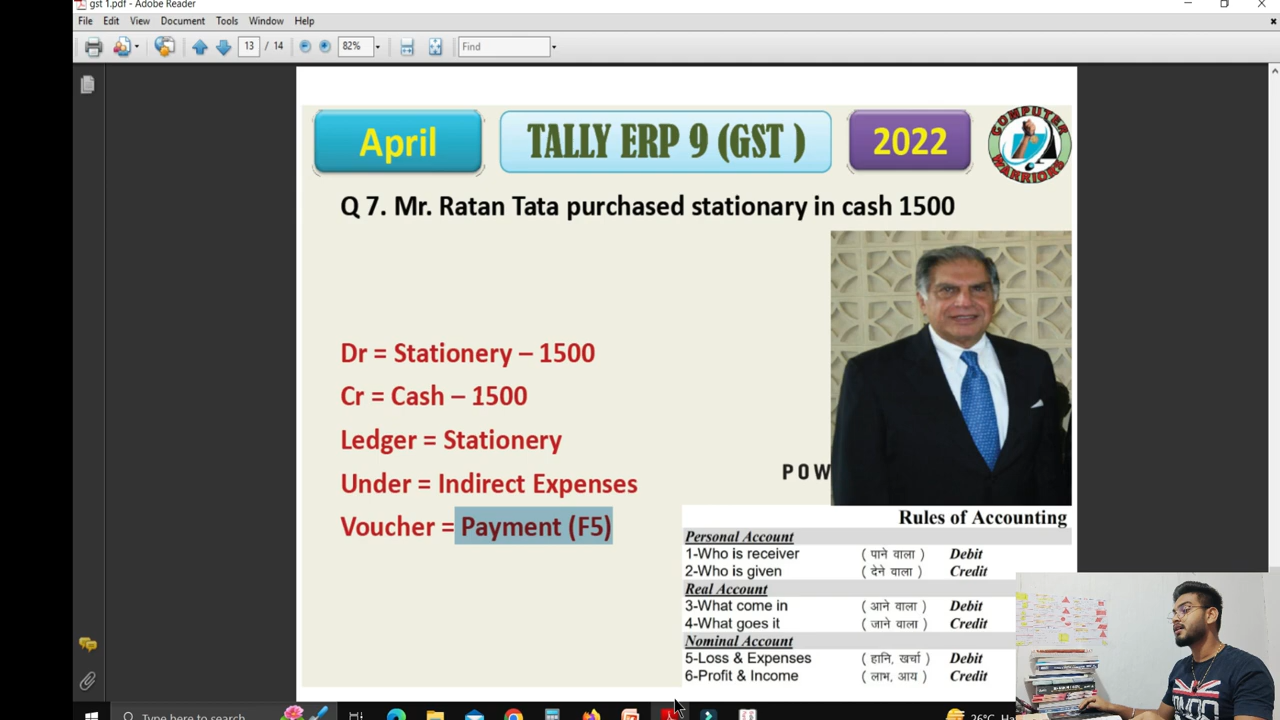 gst 1.pdf - Adobe Reader
File Edit View Document Tools Window Help
13 / 14 82% Find
April TALLY ERP 9 (GST ) 2022
COMPUTER WARRIORS
Q 7. Mr. Ratan Tata purchased stationary in cash 1500
Dr = Stationery – 1500
Cr = Cash – 1500
Ledger = Stationery
Under = Indirect Expenses
Voucher = Payment (F5)
POW
Rules of Accounting
Personal Account
1-Who is receiver ( पाने वाला ) Debit
2-Who is given ( देने वाला ) Credit
Real Account
3-What come in ( आने वाला ) Debit
4-What goes it ( जाने वाला ) Credit
Nominal Account
5-Loss & Expenses ( हानि, खर्चा ) Debit
6-Profit & Income ( लाभ, आय ) Credit
Type here to search 26°C